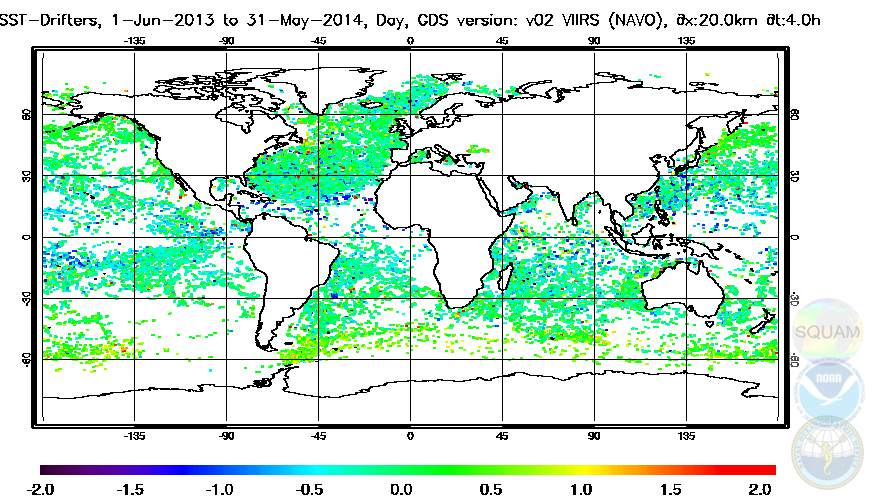 SST-Drifters, 1-Jun-2013 to 31-May-2014, Day, CDS version: v02 VIIRS (NAVO), ∂x:20.0km ∂t:4.0h
-135 -90 -45 0 45 90 135
60 60
30 30
0 0
-30 -30
-60 -60
-135 -90 -45 0 45 90 135
SQUAM
NOAA
-2.0 -1.5 -1.0 -0.5 0.0 0.5 1.0 1.5 2.0